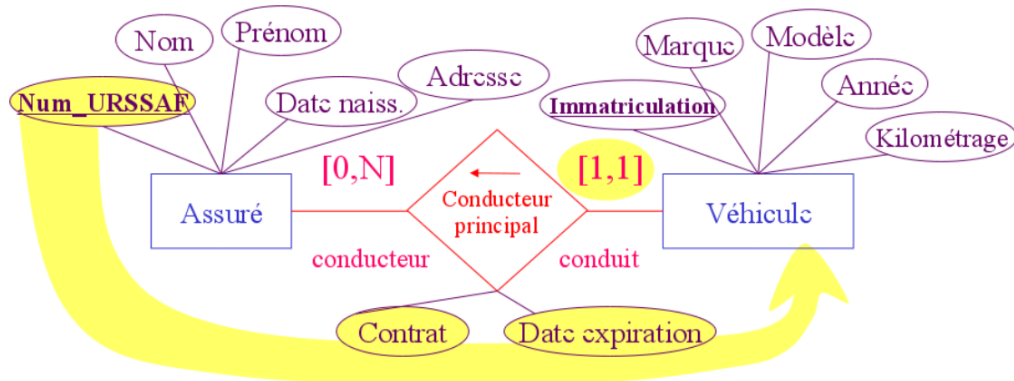 Nom
Prénom
Marque
Modèle
Num_URSSAF
Date naiss.
Adresse
Immatriculation
Année
Kilométrage
[0,N]
[1,1]
Assuré
Conducteur
principal
Véhicule
conducteur
conduit
Contrat
Date expiration